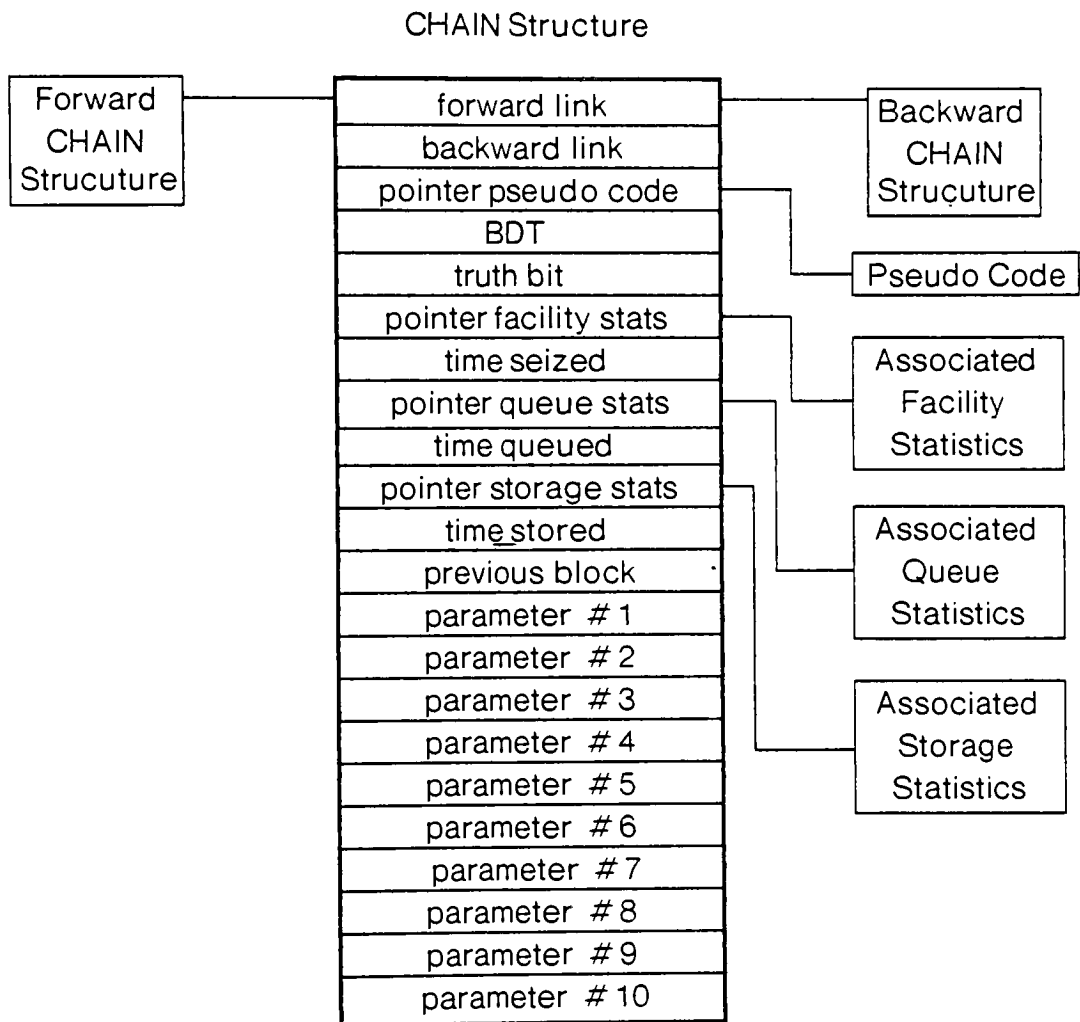 CHAIN Structure
Forward
CHAIN
Strucuture
forward link
backward link
pointer pseudo code
BDT
truth bit
pointer facility stats
time seized
pointer queue stats
time queued
pointer storage stats
time stored
previous block
parameter # 1
parameter # 2
parameter # 3
parameter # 4
parameter # 5
parameter # 6
parameter # 7
parameter # 8
parameter # 9
parameter # 10
Backward
CHAIN
Strucuture
Pseudo Code
Associated
Facility
Statistics
Associated
Queue
Statistics
Associated
Storage
Statistics